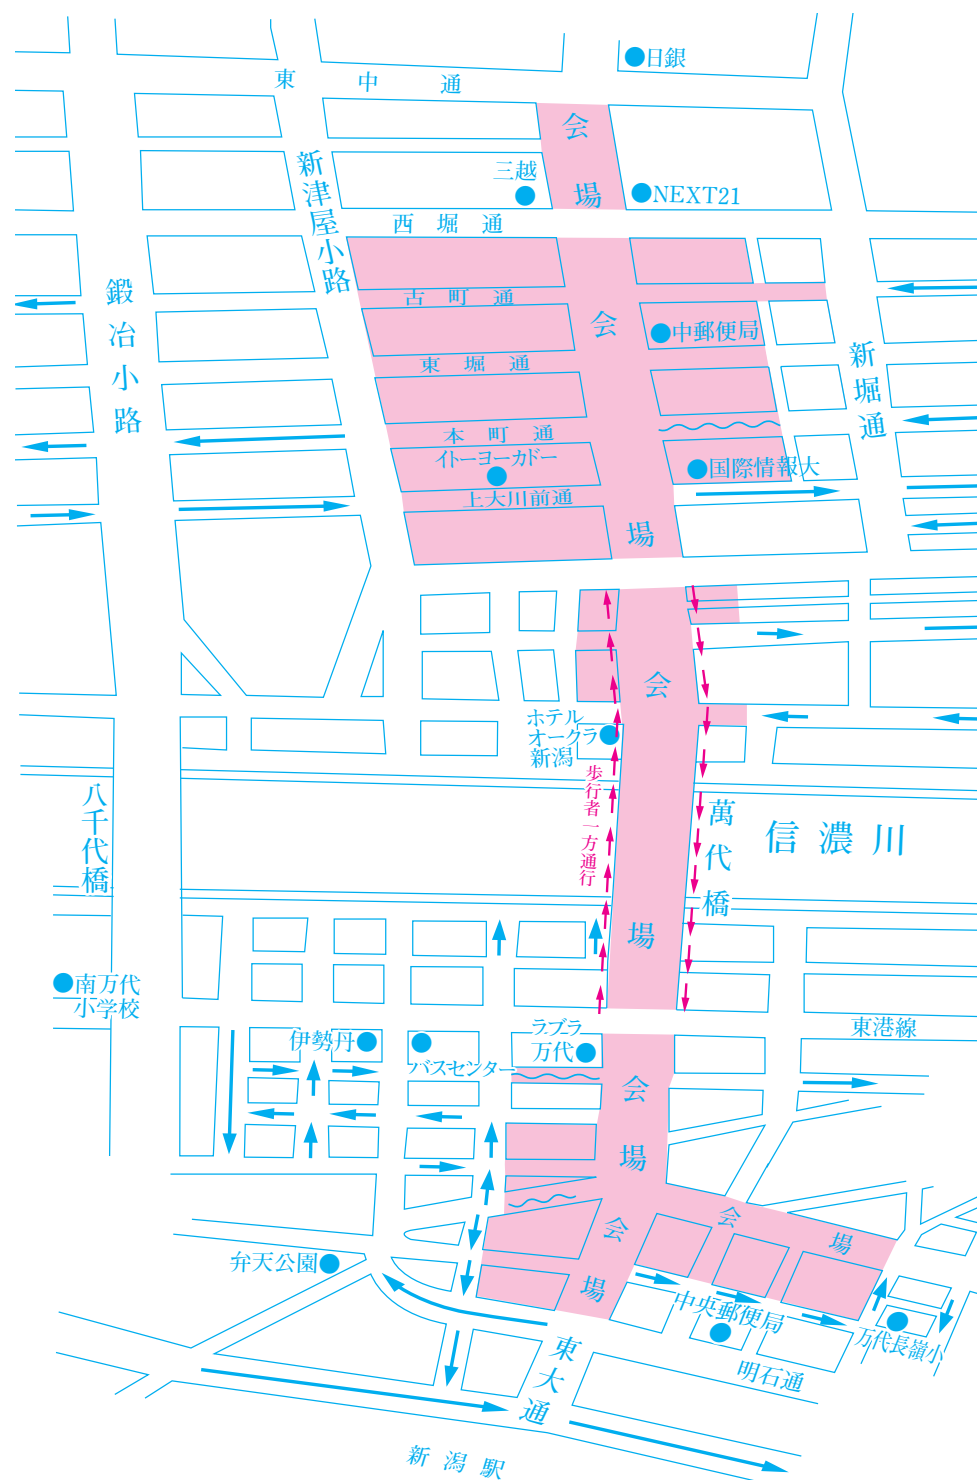 日銀
東中通
会場
三越
NEXT21
新津屋小路
西堀通
鍛冶小路
古町通
会場
中郵便局
新堀通
東堀通
本町通
イトーヨーカドー
国際情報大
上大川前通
会場
ホテル
オークラ
新潟
歩行者一方通行
八千代橋
萬代橋
信濃川
南万代
小学校
ラブラ
万代
東港線
伊勢丹
バスセンター
会場
会場
会場
弁天公園
中央郵便局
万代長嶺小
東大通
明石通
新潟駅